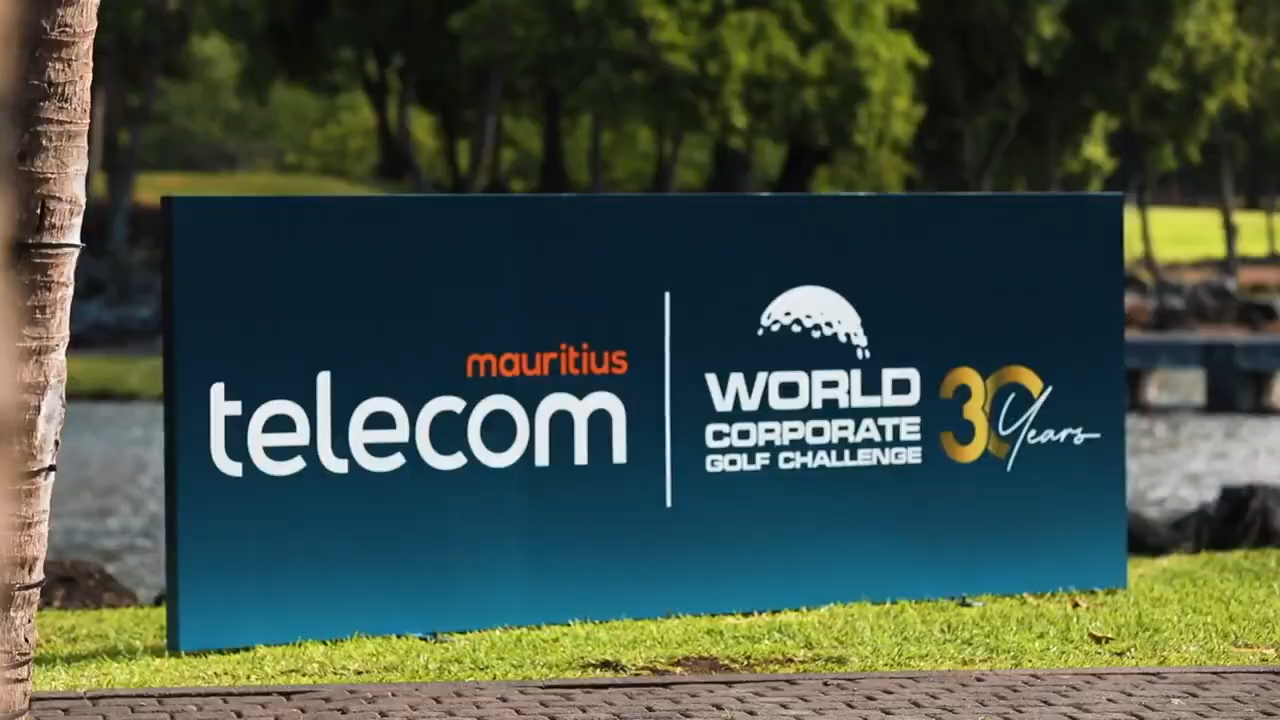 mauritius
telecom
WORLD
CORPORATE
GOLF CHALLENGE
30 Years